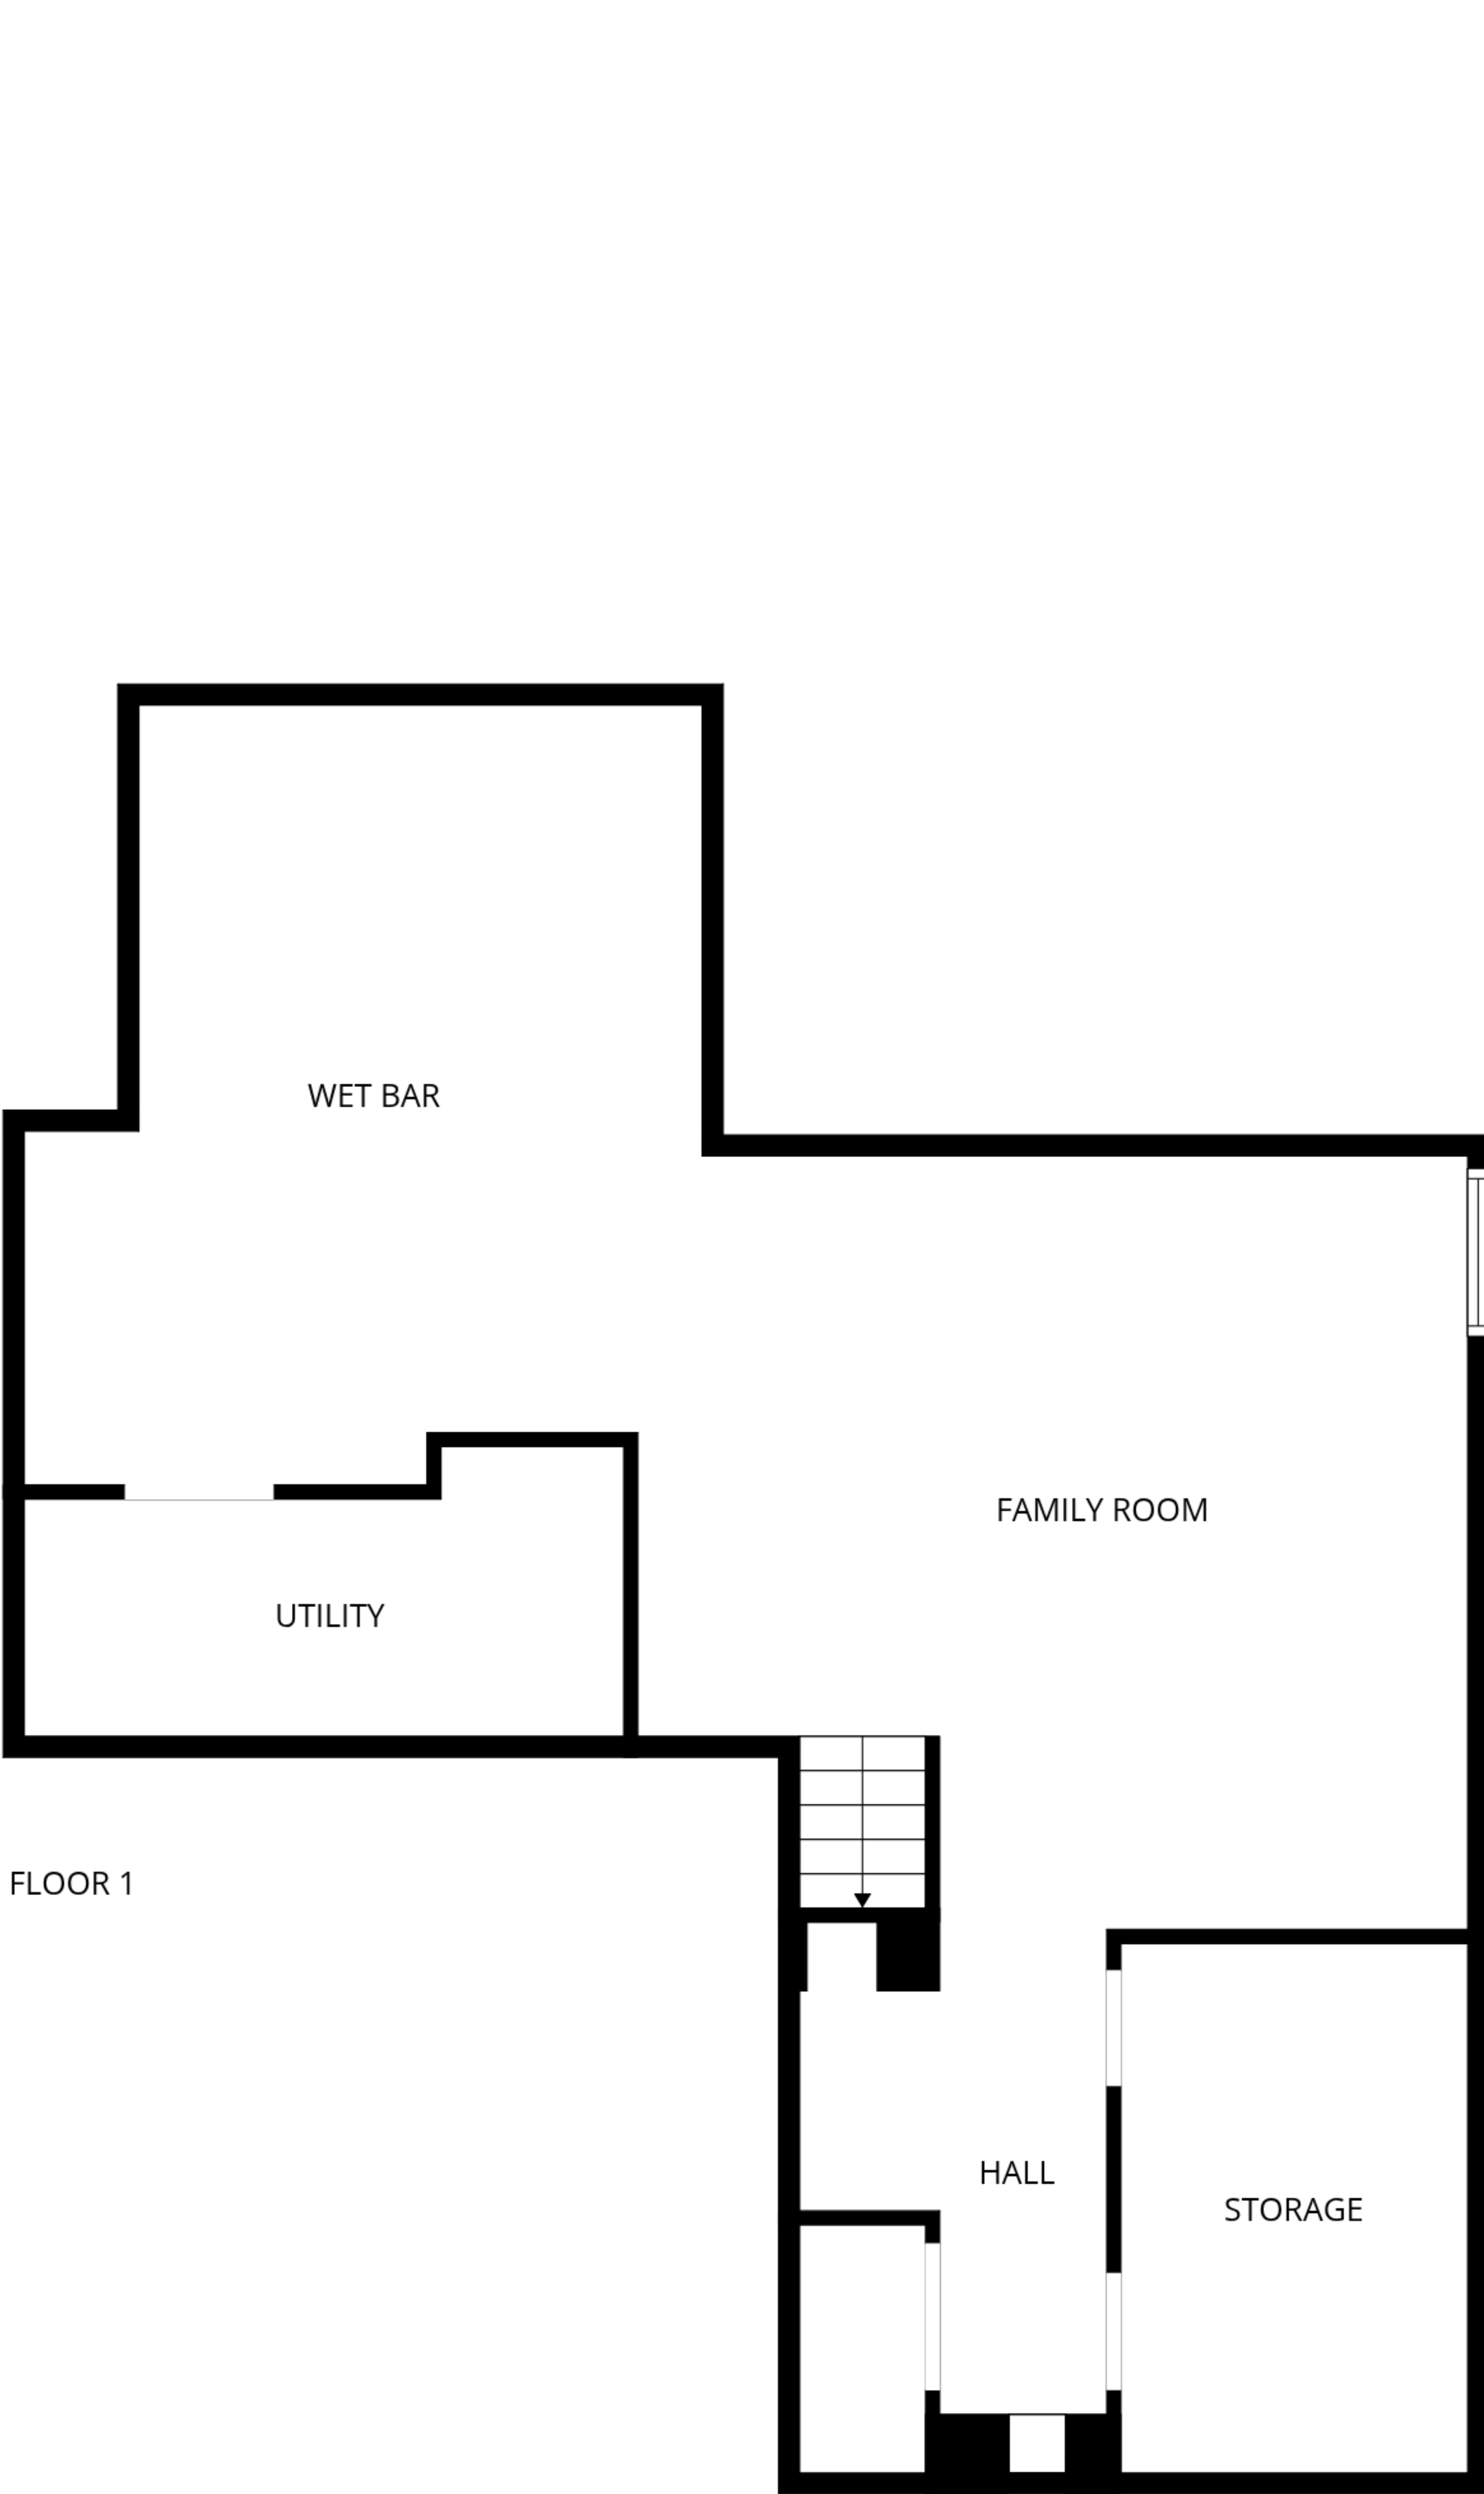 WET BAR
FAMILY ROOM
UTILITY
FLOOR 1
HALL
STORAGE